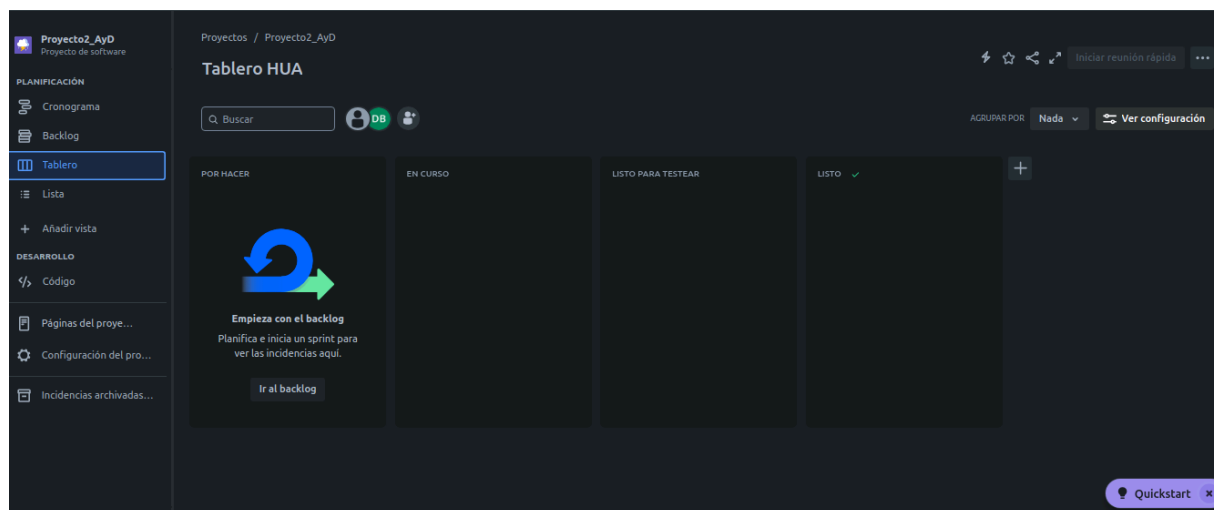 Proyecto2_AyD
Proyecto de software
PLANIFICACIÓN
Cronograma
Backlog
Tablero
Lista
Añadir vista
DESARROLLO
Código
Páginas del proye...
Configuración del pro...
Incidencias archivadas...
Proyectos / Proyecto2_AyD
Tablero HUA
Iniciar reunión rápida
Buscar
DB
AGRUPAR POR Nada
Ver configuración
POR HACER
EN CURSO
LISTO PARA TESTEAR
LISTO
Empieza con el backlog
Planifica e inicia un sprint para
ver las incidencias aquí.
Ir al backlog
Quickstart